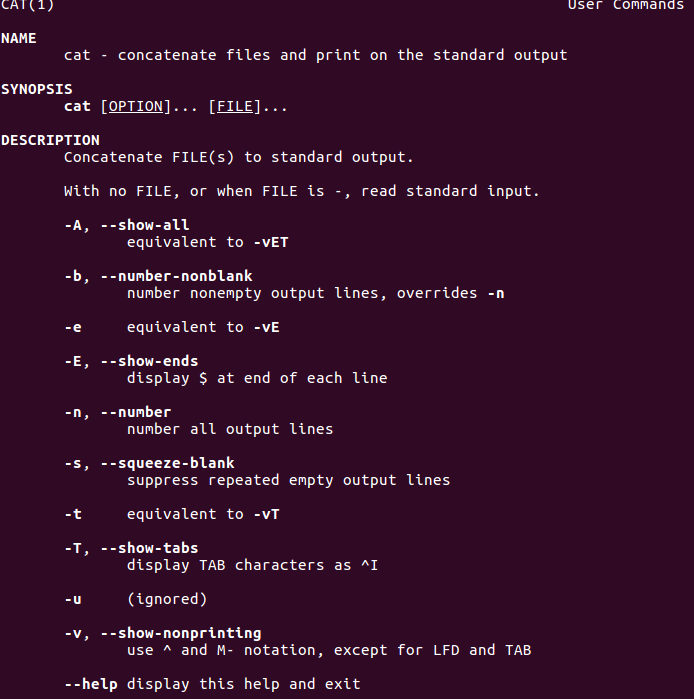 CAT(1) User Commands
NAME
cat - concatenate files and print on the standard output
SYNOPSIS
cat [OPTION]... [FILE]...
DESCRIPTION
Concatenate FILE(s) to standard output.
With no FILE, or when FILE is -, read standard input.
-A, --show-all
equivalent to -vET
-b, --number-nonblank
number nonempty output lines, overrides -n
-e equivalent to -vE
-E, --show-ends
display $ at end of each line
-n, --number
number all output lines
-s, --squeeze-blank
suppress repeated empty output lines
-t equivalent to -vT
-T, --show-tabs
display TAB characters as ^I
-u (ignored)
-v, --show-nonprinting
use ^ and M- notation, except for LFD and TAB
--help display this help and exit